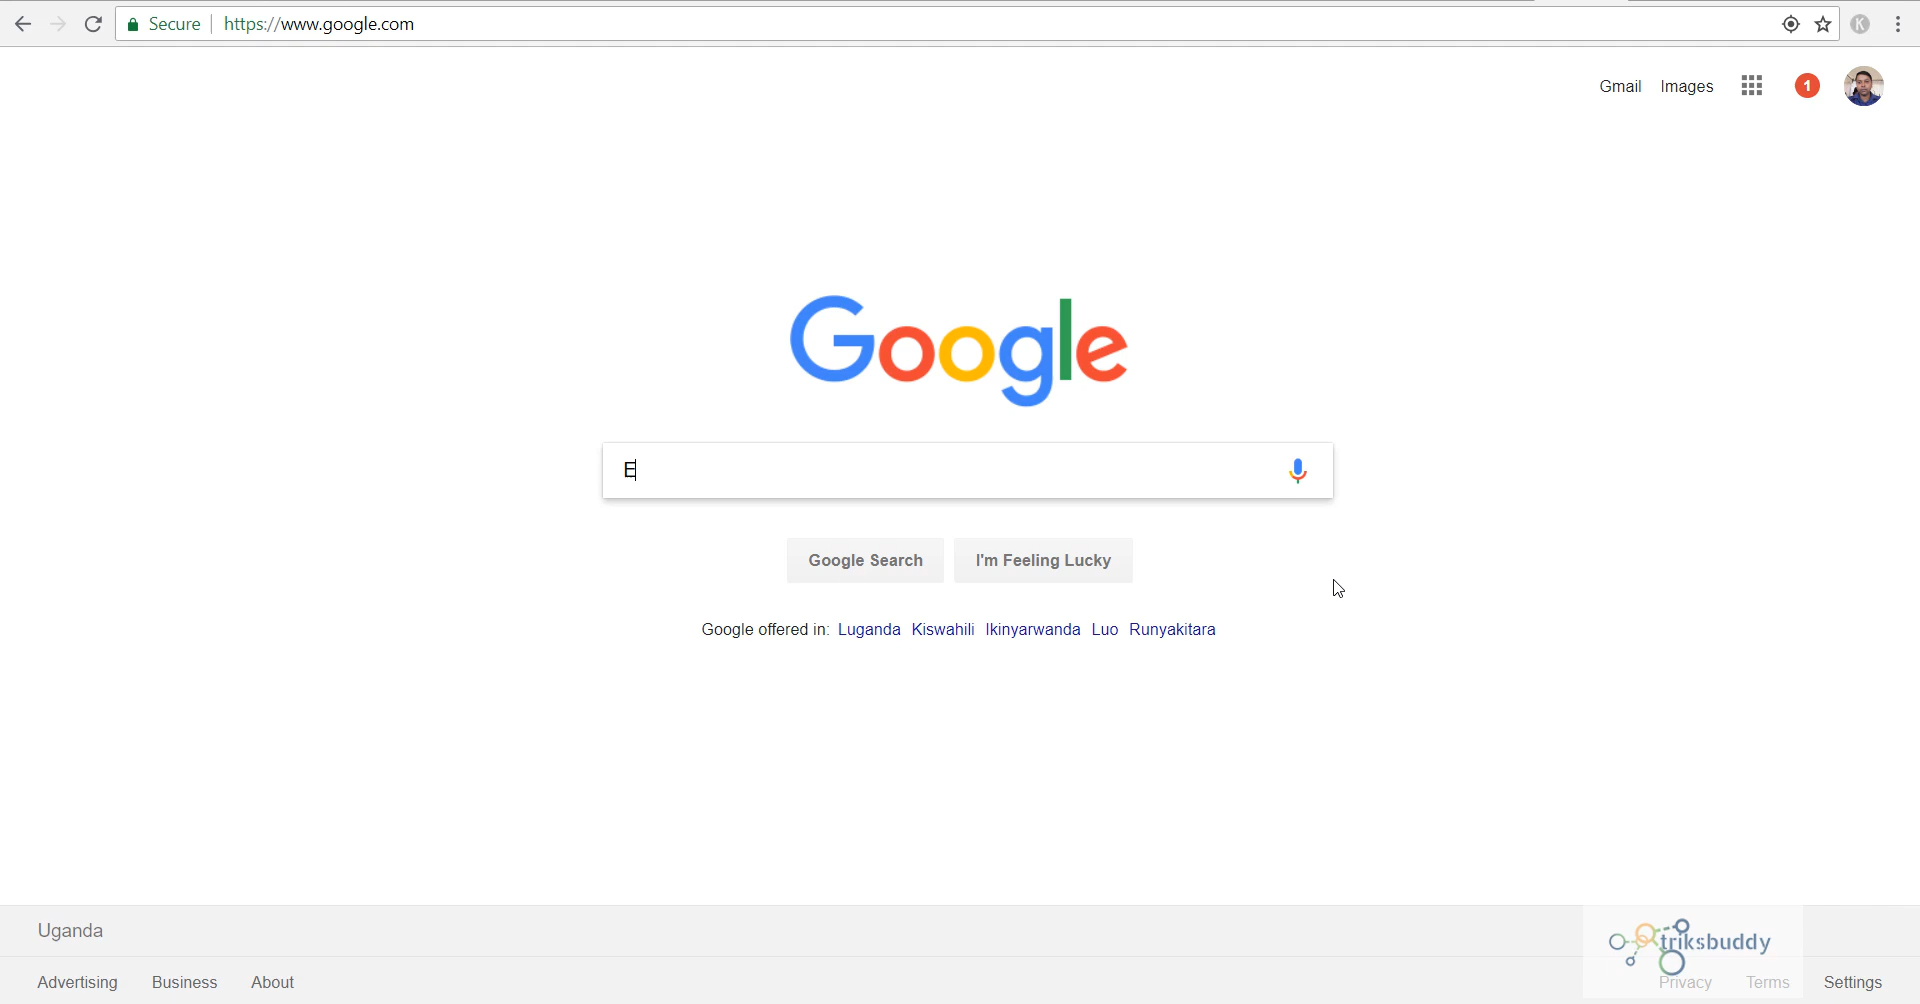 Secure https://www.google.com
K
Gmail Images 1
Google
E
Google Search I'm Feeling Lucky
Google offered in: Luganda Kiswahili Ikinyarwanda Luo Runyakitara
Uganda
triksbuddy
Advertising Business About Privacy Terms Settings